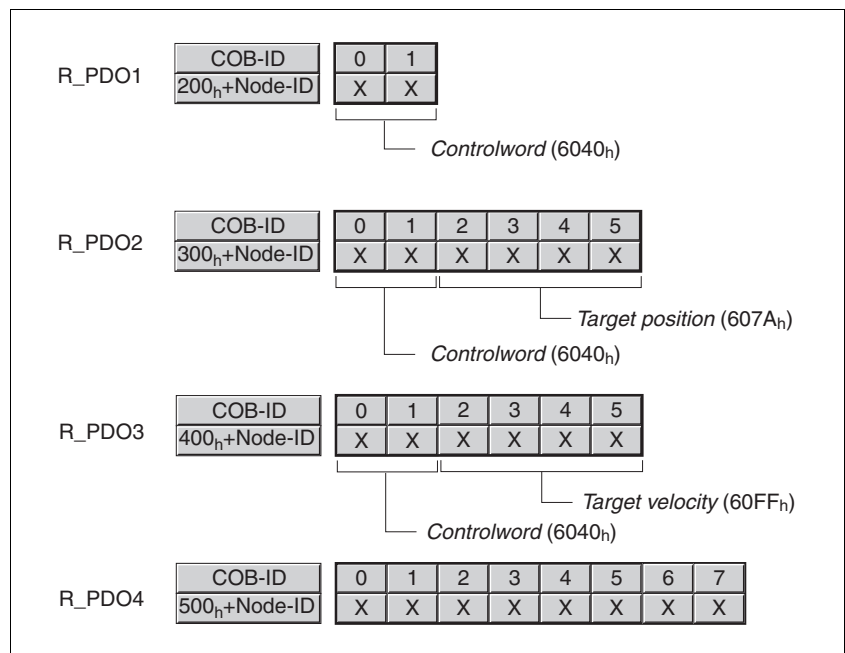 R_PDO1
COB-ID 0 1
200h+Node-ID X X
Controlword (6040h)
R_PDO2
COB-ID 0 1 2 3 4 5
300h+Node-ID X X X X X X
Target position (607Ah)
Controlword (6040h)
R_PDO3
COB-ID 0 1 2 3 4 5
400h+Node-ID X X X X X X
Target velocity (60FFh)
Controlword (6040h)
R_PDO4
COB-ID 0 1 2 3 4 5 6 7
500h+Node-ID X X X X X X X X